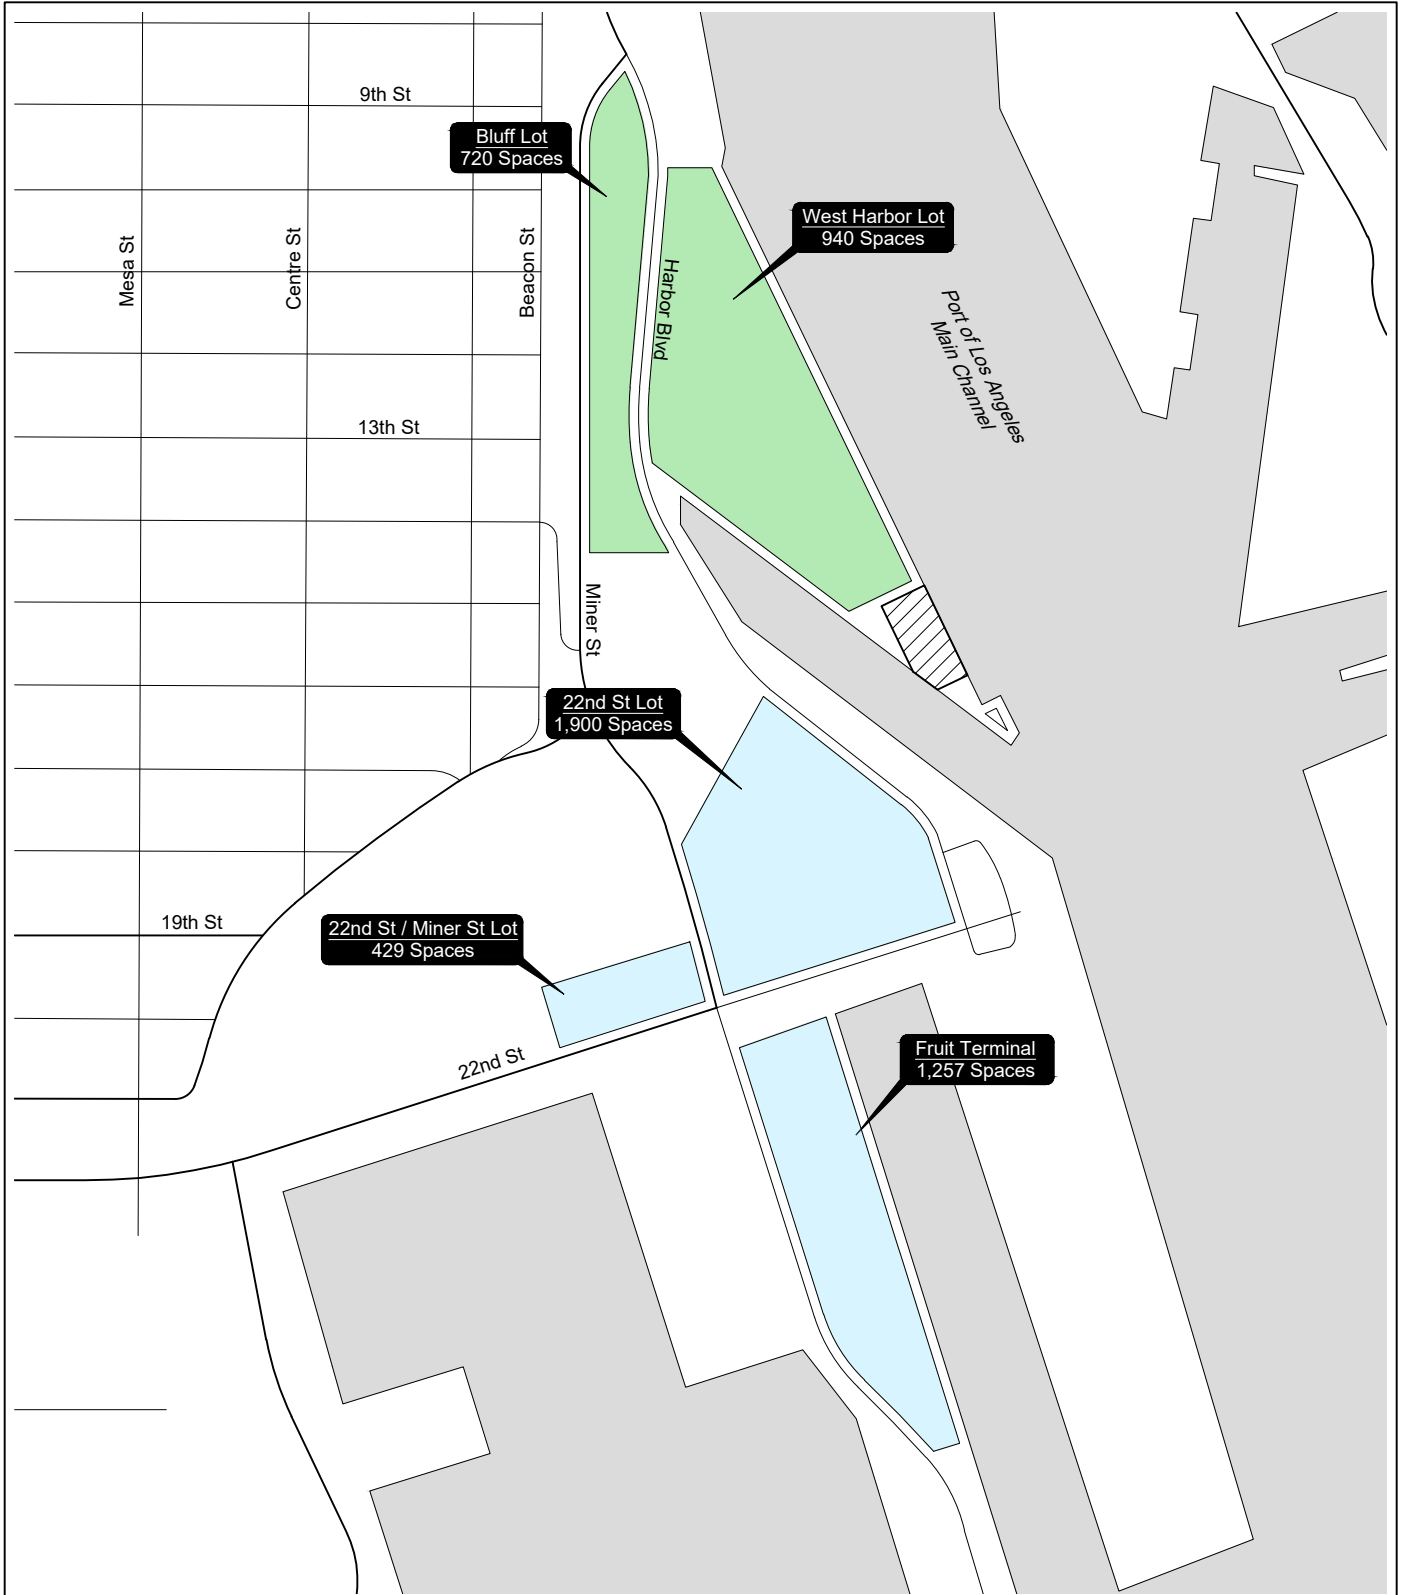 9th St
Bluff Lot
720 Spaces
West Harbor Lot
940 Spaces
Mesa St
Centre St
Beacon St
Harbor Blvd
Port of Los Angeles
Main Channel
13th St
Miner St
22nd St Lot
1,900 Spaces
19th St
22nd St / Miner St Lot
429 Spaces
22nd St
Fruit Terminal
1,257 Spaces